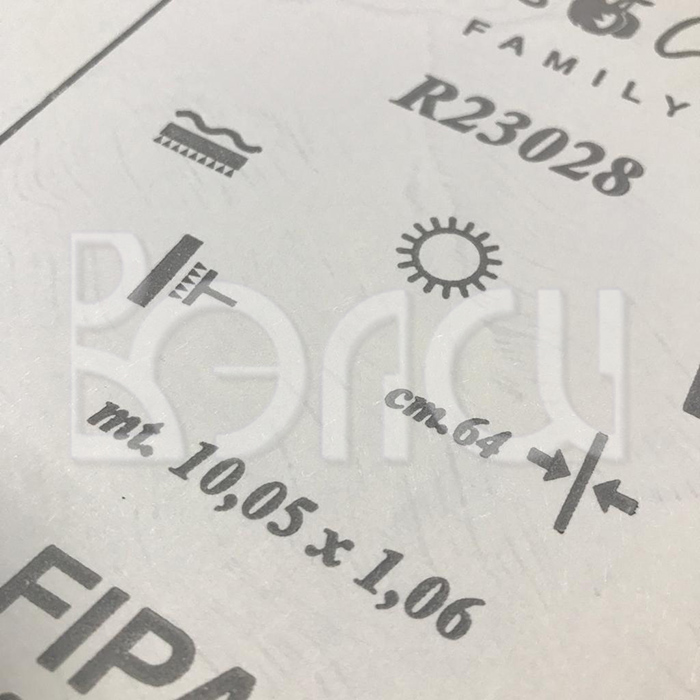 FAMILY
R23028
cm. 64
mt. 10,05 x 1,06
FIPA